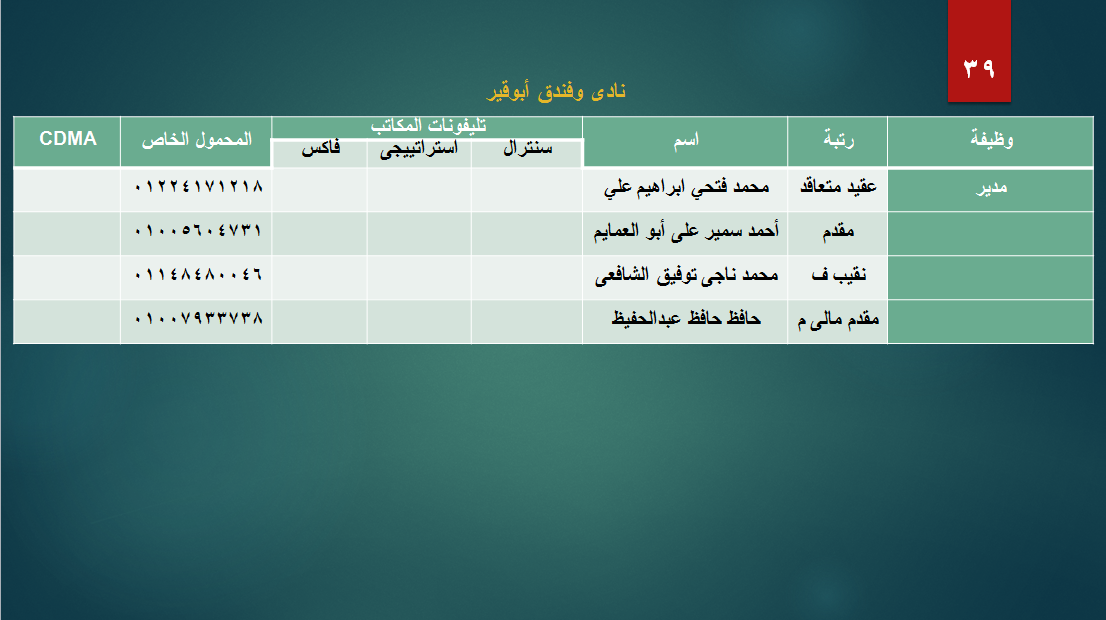 ٣٩
نادى وفندق أبوقير
وظيفة رتبة اسم تليفونات المكاتب المحمول الخاص CDMA
سنترال استراتييجى فاكس
مدير عقيد متعاقد محمد فتحي ابراهيم علي ٠١٢٢٤١٧١٢١٨
مقدم أحمد سمير على أبو العمايم ٠١٠٠٥٦٠٤٧٣١
نقيب ف محمد ناجى توفيق الشافعى ٠١١٤٨٤٨٠٠٤٦
مقدم مالى م حافظ حافظ عبدالحفيظ ٠١٠٠٧٩٣٣٧٣٨